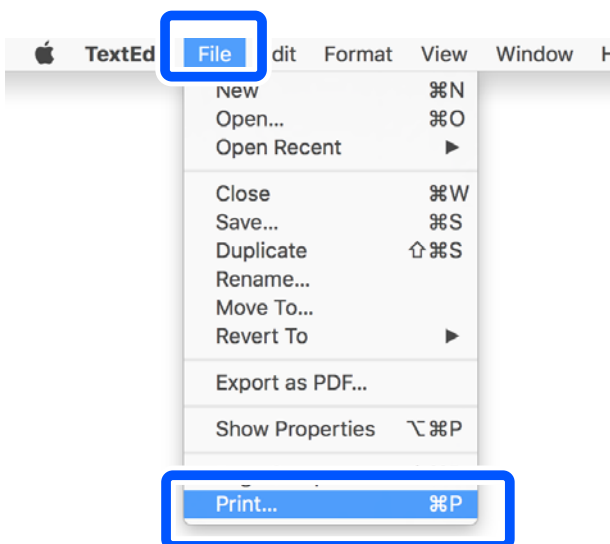 TextEd File dit Format View Window H
New ⌘N
Open... ⌘O
Open Recent ▶
Close ⌘W
Save... ⌘S
Duplicate ⇧⌘S
Rename...
Move To...
Revert To ▶
Export as PDF...
Show Properties ⌥⌘P
Print... ⌘P